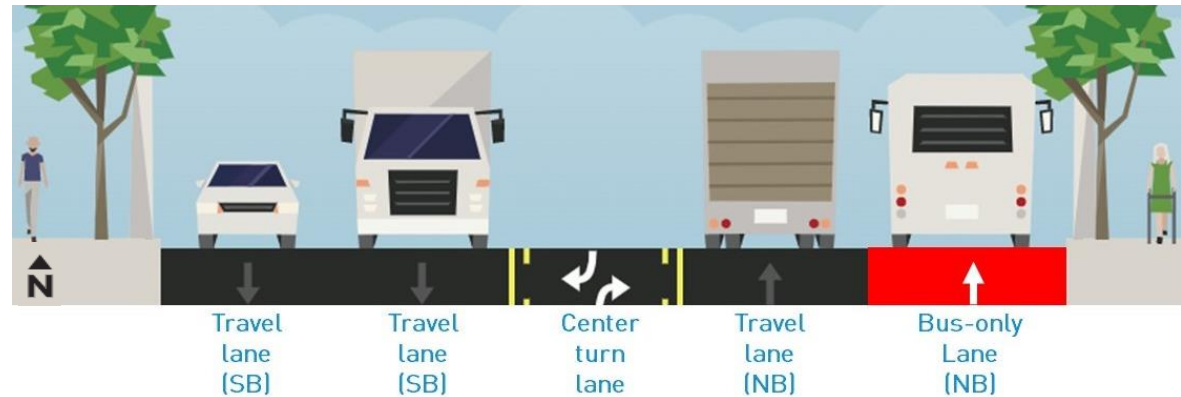 N
Travel
lane
(SB)
Travel
lane
(SB)
Center
turn
lane
Travel
lane
(NB)
Bus-only
Lane
(NB)